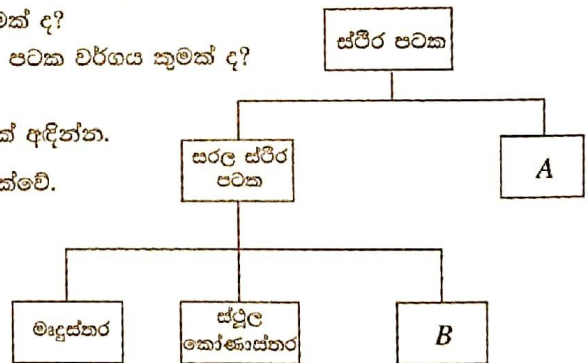 මක් ද?
පටක වර්ගය කුමක් ද?
ක් අඳින්න.
ක්වේ.
ස්ථිර පටක
සරල ස්ථිර
පටක
A
මෘදුස්තර
ස්ථූල
කෝණාස්තර
B